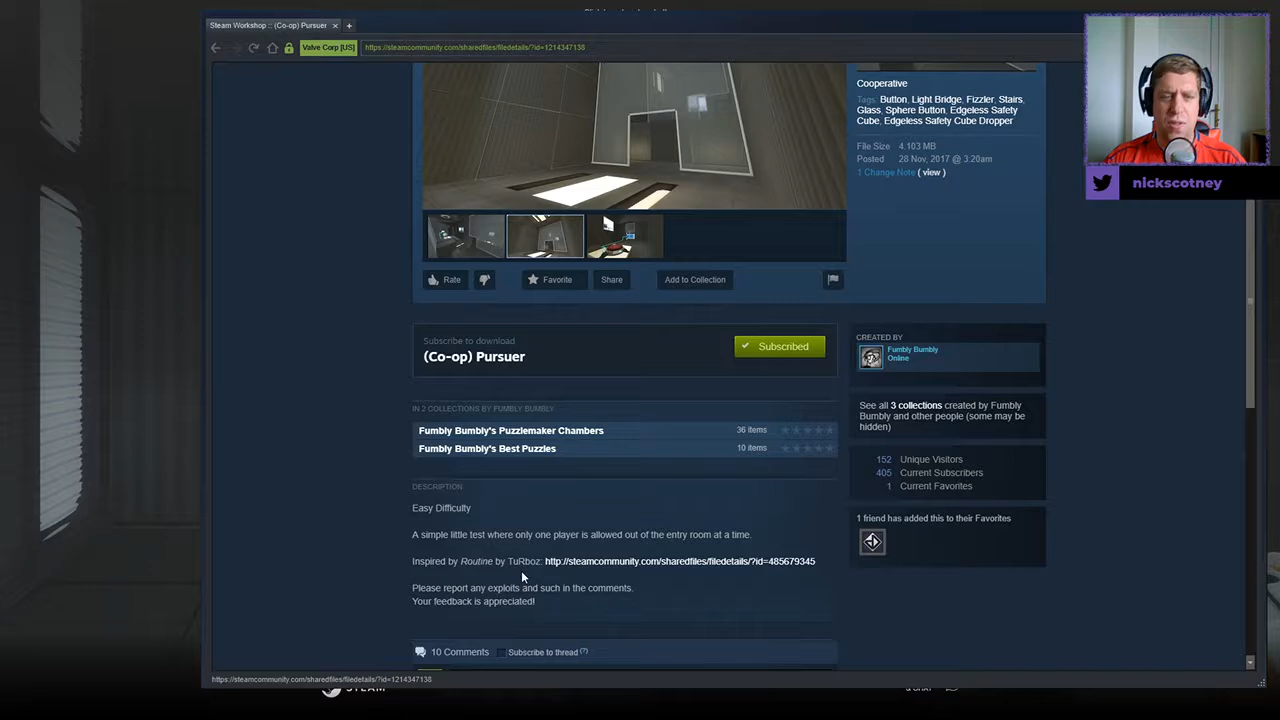 Steam Workshop :: (Co-op) Pursuer
Valve Corp [US]
https://steamcommunity.com/sharedfiles/filedetails/?id=1214347138
nickscotney
Cooperative
Tags: Button, Light Bridge, Fizzler, Stairs,
Glass, Sphere Button, Edgeless Safety
Cube, Edgeless Safety Cube Dropper
File Size 4.103 MB
Posted 28 Nov, 2017 @ 3.20am
1 Change Note ( view )
Rate
Favorite
Share
Add to Collection
Subscribe to download
(Co-op) Pursuer
Subscribed
IN 2 COLLECTIONS BY FUMBLY BUMBLY
Fumbly Bumbly's Puzzlemaker Chambers 36 items
Fumbly Bumbly's Best Puzzles 10 items
DESCRIPTION
Easy Difficulty
A simple little test where only one player is allowed out of the entry room at a time.
Inspired by Routine by TuRboz: http://steamcommunity.com/sharedfiles/filedetails/?id=485679345
Please report any exploits and such in the comments.
Your feedback is appreciated!
10 Comments
Subscribe to thread (?)
CREATED BY
Fumbly Bumbly
Online
See all 3 collections created by Fumbly
Bumbly and other people (some may be
hidden)
152 Unique Visitors
405 Current Subscribers
1 Current Favorites
1 friend has added this to their Favorites
https://steamcommunity.com/sharedfiles/filedetails/?id=1214347138
STEAM